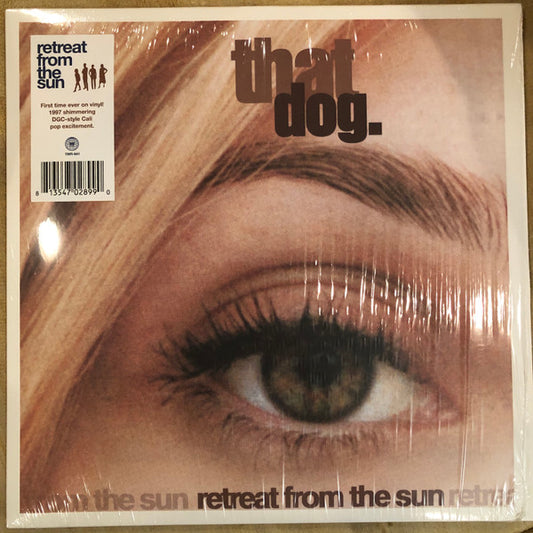 retreat
from
the
sun
First time ever on vinyl!
1997 shimmering
DGC-style Cali
pop excitement.
8 13547 02899 0
that
dog.
from the sun retreat from the sun retreat